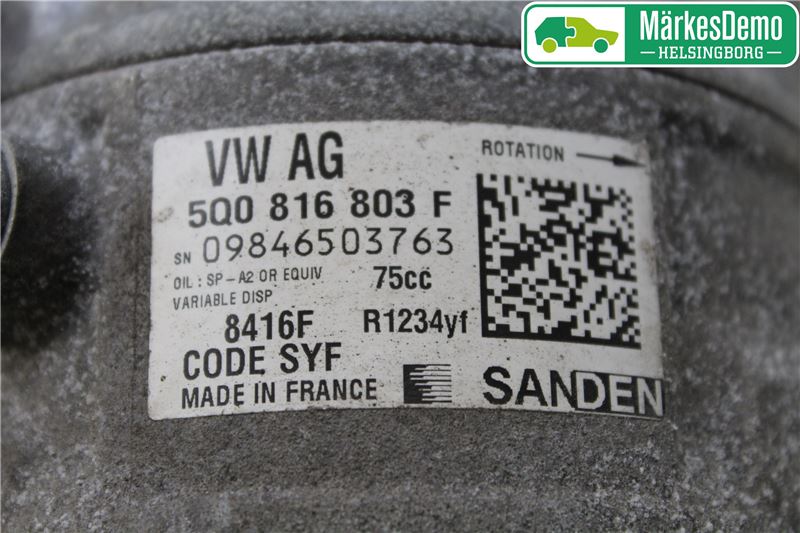 MärkesDemo
HELSINGBORG
VW AG
ROTATION
5Q0 816 803 F
SN 09846503763
OIL : SP-A2 OR EQUIV 75cc
VARIABLE DISP
8416F R1234yf
CODE SYF
MADE IN FRANCE SANDEN